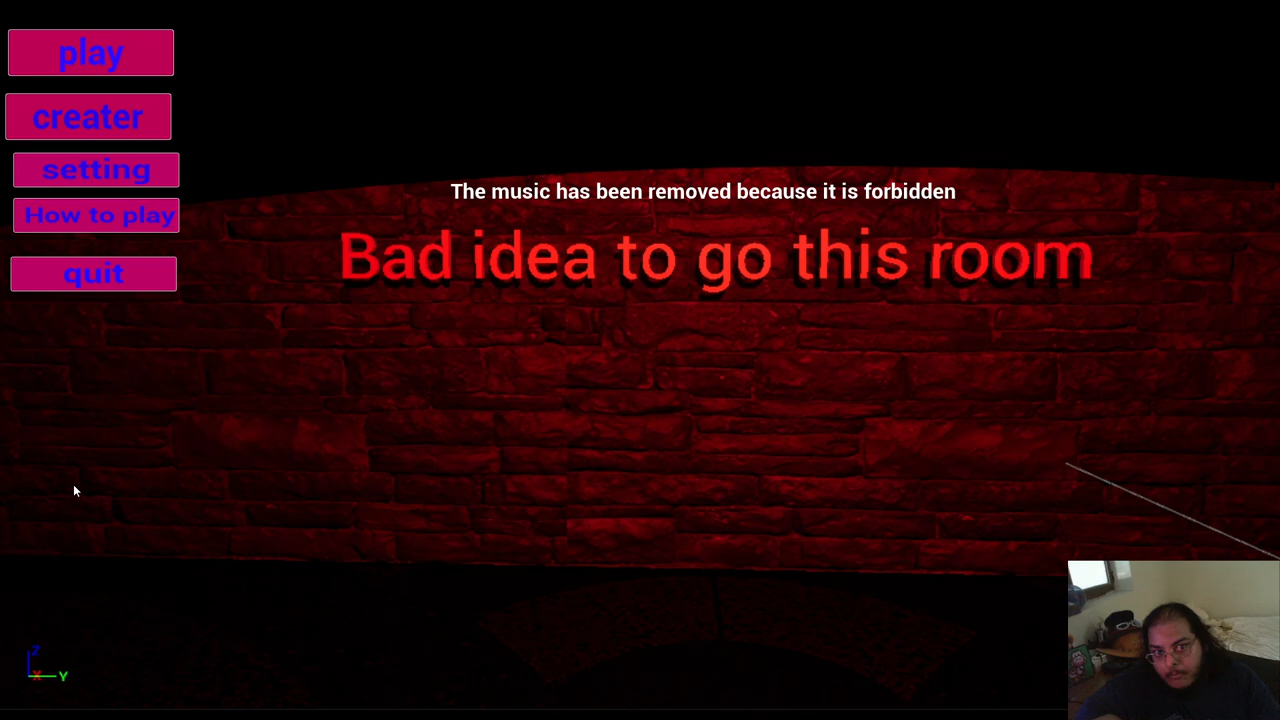 play
creater
setting
How to play
quit
The music has been removed because it is forbidden
Bad idea to go this room
Z
X
Y